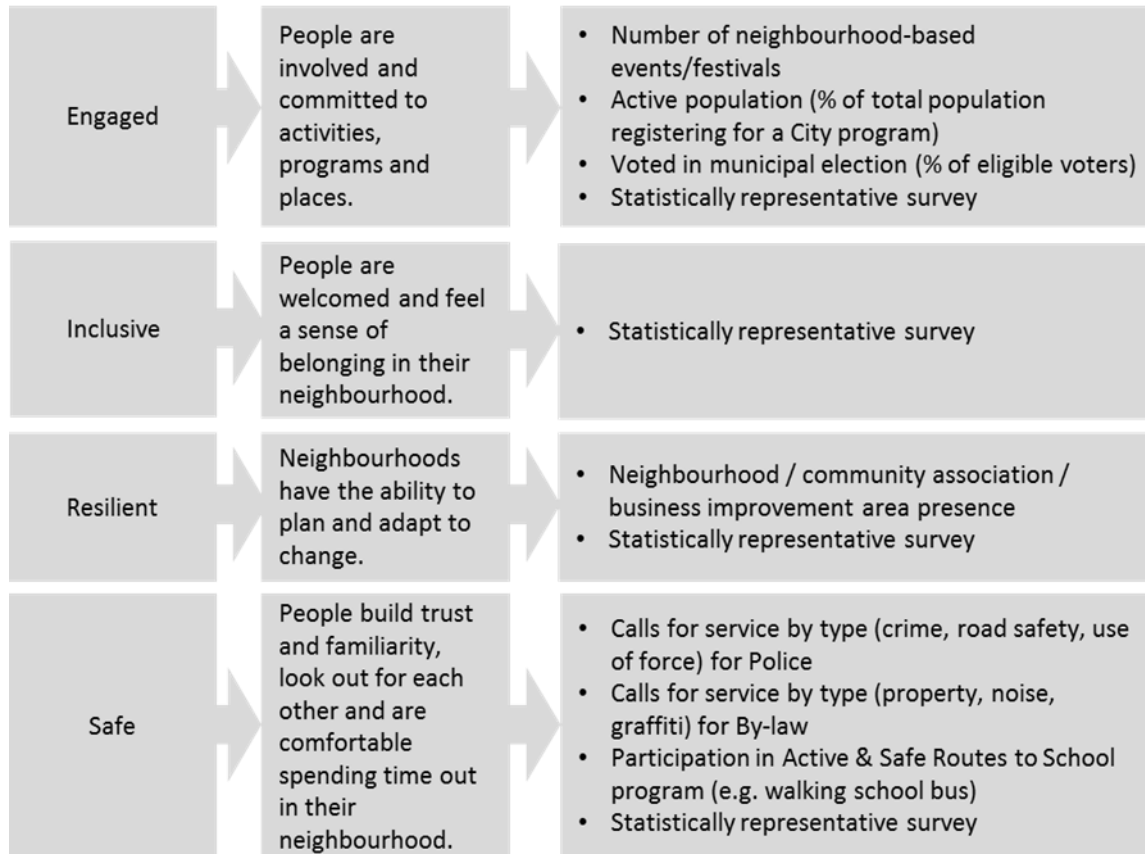 Engaged
People are
involved and
committed to
activities,
programs and
places.
• Number of neighbourhood-based
events/festivals
• Active population (% of total population
registering for a City program)
• Voted in municipal election (% of eligible voters)
• Statistically representative survey
Inclusive
People are
welcomed and feel
a sense of
belonging in their
neighbourhood.
• Statistically representative survey
Resilient
Neighbourhoods
have the ability to
plan and adapt to
change.
• Neighbourhood / community association /
business improvement area presence
• Statistically representative survey
Safe
People build trust
and familiarity,
look out for each
other and are
comfortable
spending time out
in their
neighbourhood.
• Calls for service by type (crime, road safety, use
of force) for Police
• Calls for service by type (property, noise,
graffiti) for By-law
• Participation in Active & Safe Routes to School
program (e.g. walking school bus)
• Statistically representative survey